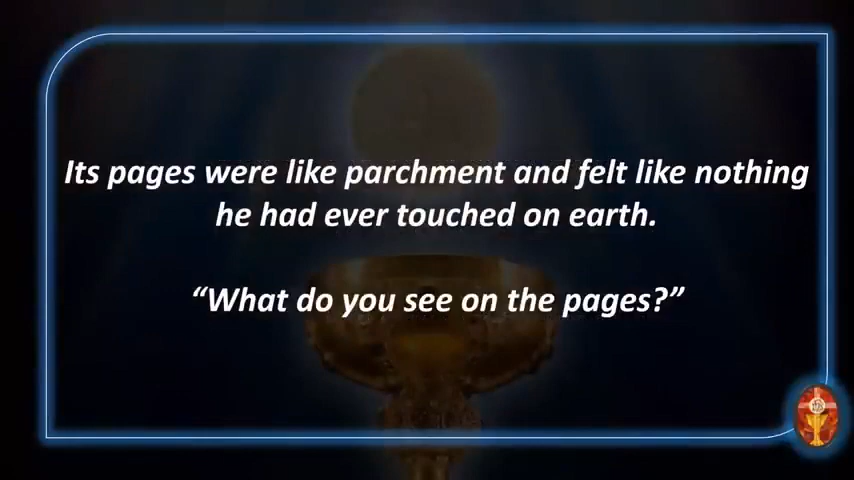 Its pages were like parchment and felt like nothing
he had ever touched on earth.
“What do you see on the pages?”